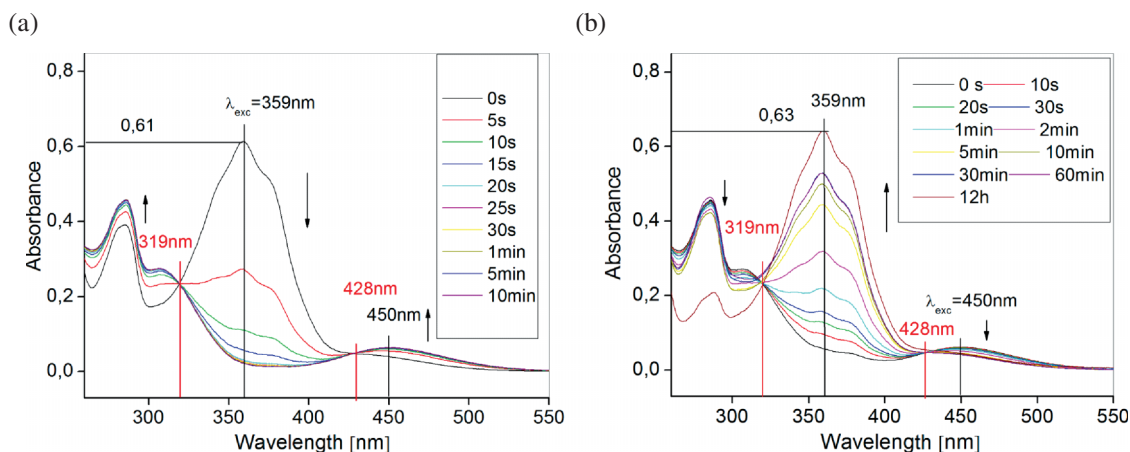 (a)
0,8
0,6
0,4
0,2
0,0
Absorbance
300
350
400
450
500
550
Wavelength [nm]
λexc=359nm
0,61
319nm
428nm
450nm
0s
5s
10s
15s
20s
25s
30s
1min
5min
10min
(b)
0,8
0,6
0,4
0,2
0,0
Absorbance
300
350
400
450
500
550
Wavelength [nm]
359nm
0,63
319nm
λexc=450nm
428nm
0 s 10s
20s 30s
1min 2min
5min 10min
30min 60min
12h